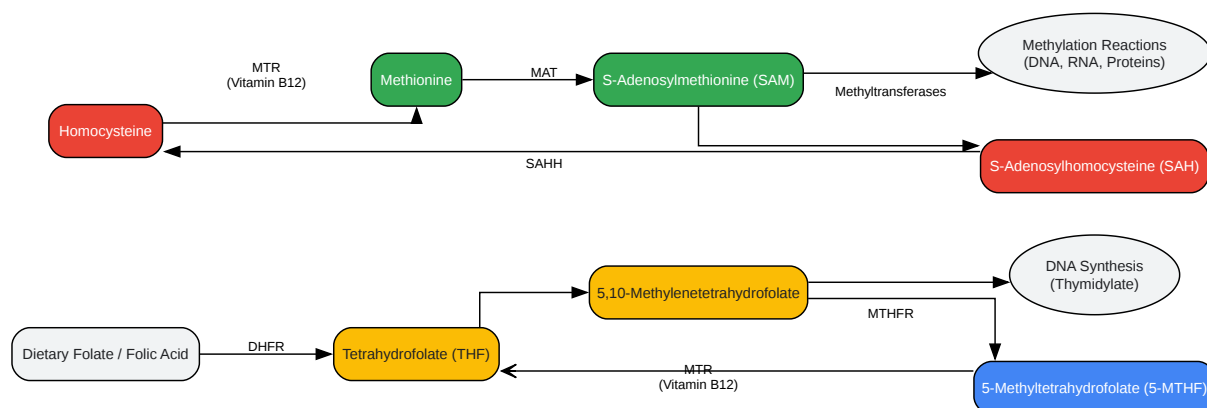 Methylation Reactions
(DNA, RNA, Proteins)
MTR
(Vitamin B12)
Methionine
MAT
S-Adenosylmethionine (SAM)
Methyltransferases
Homocysteine
SAHH
S-Adenosylhomocysteine (SAH)
DNA Synthesis
(Thymidylate)
5,10-Methylenetetrahydrofolate
MTHFR
Dietary Folate / Folic Acid
DHFR
Tetrahydrofolate (THF)
MTR
(Vitamin B12)
5-Methyltetrahydrofolate (5-MTHF)